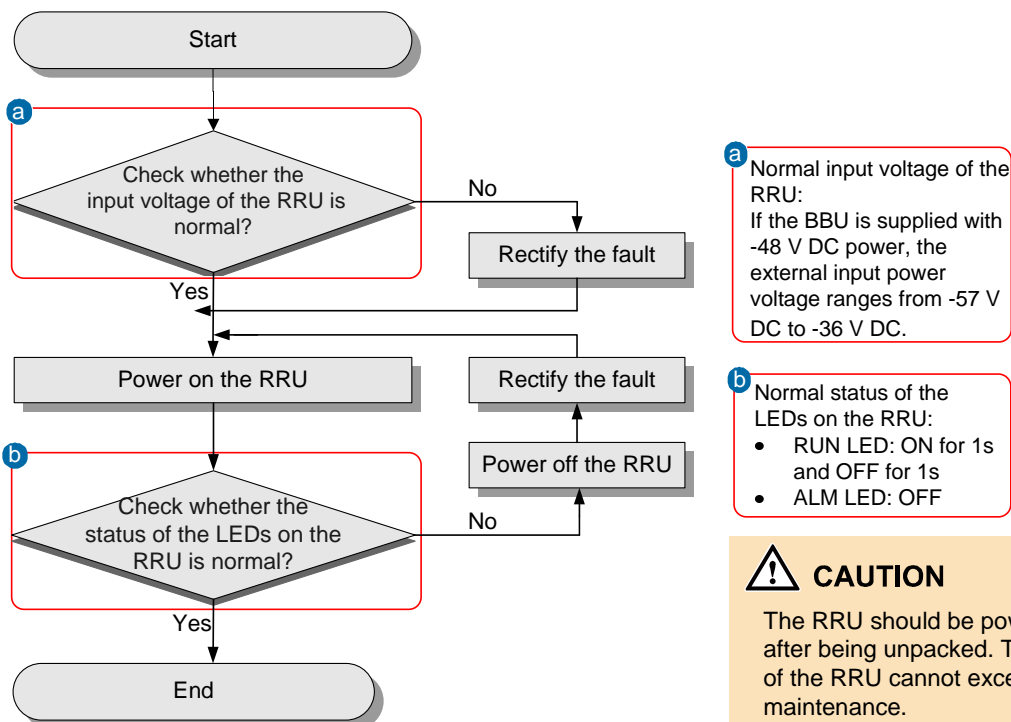 Start
a
Check whether the
input voltage of the RRU is
normal?
No
Rectify the fault
Yes
Power on the RRU
Rectify the fault
Power off the RRU
b
Check whether the
status of the LEDs on the
RRU is normal?
No
Yes
End
a
Normal input voltage of the
RRU:
If the BBU is supplied with
-48 V DC power, the
external input power
voltage ranges from -57 V
DC to -36 V DC.
b
Normal status of the
LEDs on the RRU:
• RUN LED: ON for 1s
and OFF for 1s
• ALM LED: OFF
CAUTION
The RRU should be
after being unpacked.
of the RRU cannot
maintenance.